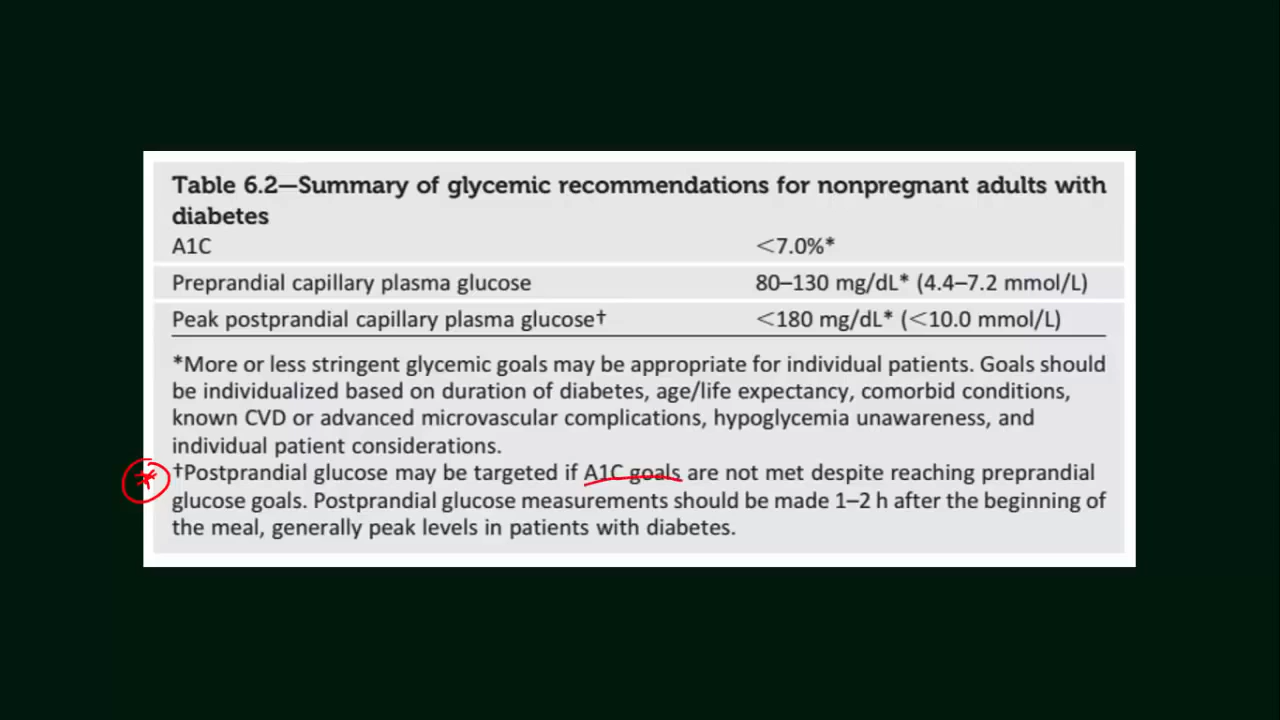 Table 6.2—Summary of glycemic recommendations for nonpregnant adults with
diabetes
A1C <7.0%*
Preprandial capillary plasma glucose 80–130 mg/dL* (4.4–7.2 mmol/L)
Peak postprandial capillary plasma glucose† <180 mg/dL* (<10.0 mmol/L)
*More or less stringent glycemic goals may be appropriate for individual patients. Goals should
be individualized based on duration of diabetes, age/life expectancy, comorbid conditions,
known CVD or advanced microvascular complications, hypoglycemia unawareness, and
individual patient considerations.
†Postprandial glucose may be targeted if A1C goals are not met despite reaching preprandial
glucose goals. Postprandial glucose measurements should be made 1–2 h after the beginning of
the meal, generally peak levels in patients with diabetes.